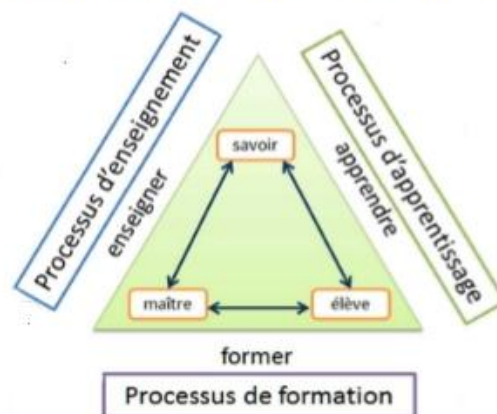 Processus d'enseignement
enseigner
Processus d'apprentissage
apprendre
savoir
maître
élève
former
Processus de formation